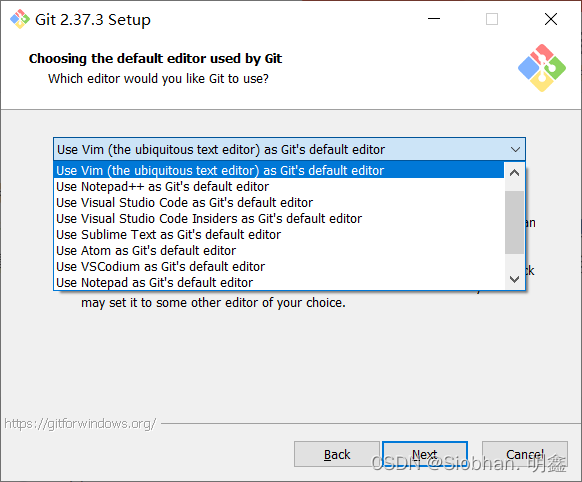 Git 2.37.3 Setup
Choosing the default editor used by Git
Which editor would you like Git to use?
Use Vim (the ubiquitous text editor) as Git's default editor
Use Vim (the ubiquitous text editor) as Git's default editor
Use Notepad++ as Git's default editor
Use Visual Studio Code as Git's default editor
Use Visual Studio Code Insiders as Git's default editor
an
Use Sublime Text as Git's default editor
Use Atom as Git's default editor
Use VSCodium as Git's default editor
Use Notepad as Git's default editor
may set it to some other editor of your choice.
https://gitforwindows.org/
Back
Next
Cancel
CSDN @Siobhan. 明鑫